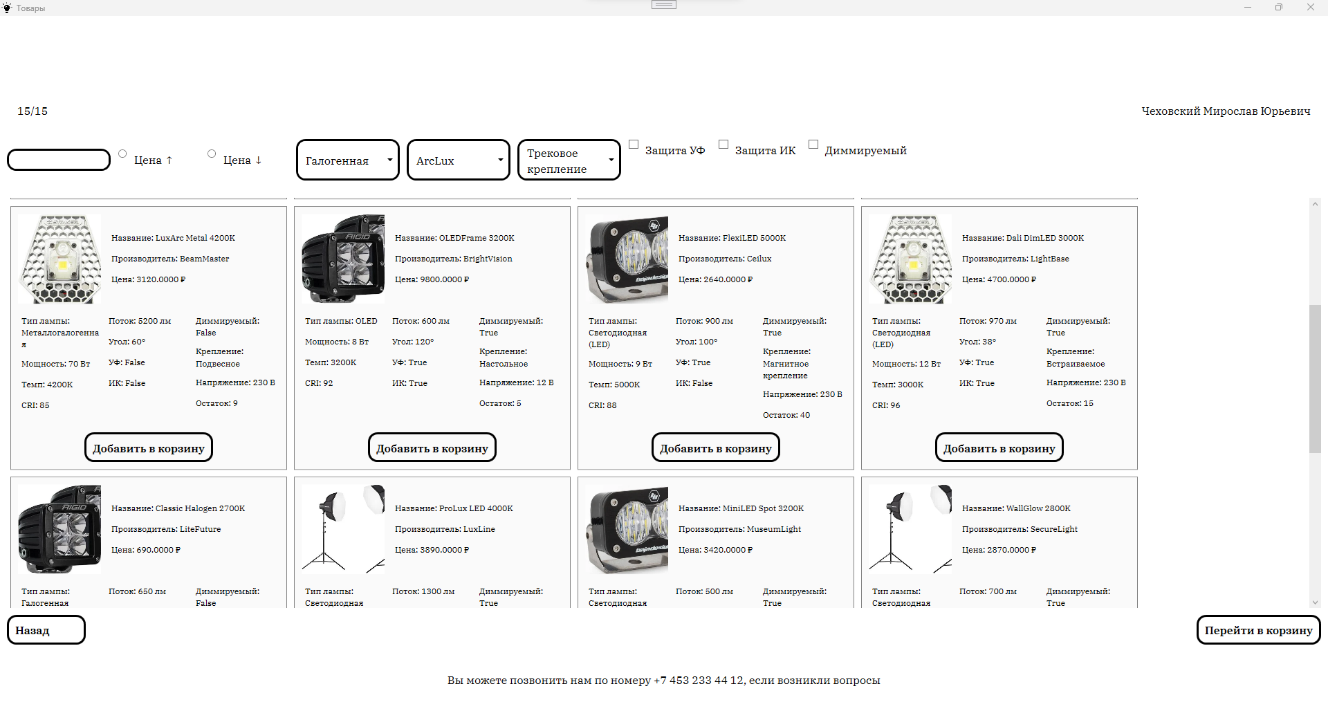 Товары
15/15
Чеховский Мирослав Юрьевич
Цена ↑
Цена ↓
Галогенная
ArcLux
Трековое
крепление
Защита УФ
Защита ИК
Диммируемый
Название: LuxArc Metal 4200K
Производитель: BeamMaster
Цена: 3120.0000 ₽
Тип лампы:
Металлогалогенна
я
Мощность: 70 Вт
Темп: 4200K
CRI: 85
Поток: 5200 лм
Угол: 60°
УФ: False
ИК: False
Диммируемый:
False
Крепление:
Подвесное
Напряжение: 230 В
Остаток: 9
Добавить в корзину
RIGID
Название: OLEDFrame 3200K
Производитель: BrightVision
Цена: 9800.0000 ₽
Тип лампы: OLED
Мощность: 8 Вт
Темп: 3200K
CRI: 92
Поток: 600 лм
Угол: 120°
УФ: True
ИК: True
Диммируемый:
True
Крепление:
Настольное
Напряжение: 12 В
Остаток: 5
Добавить в корзину
Название: FlexiLED 5000K
Производитель: Ceilux
Цена: 2640.0000 ₽
Тип лампы:
Светодиодная
(LED)
Мощность: 9 Вт
Темп: 5000K
CRI: 88
Поток: 900 лм
Угол: 100°
УФ: True
ИК: False
Диммируемый:
True
Крепление:
Магнитное
крепление
Напряжение: 230 В
Остаток: 40
Добавить в корзину
Название: Dali DimLED 3000K
Производитель: LightBase
Цена: 4700.0000 ₽
Тип лампы:
Светодиодная
(LED)
Мощность: 12 Вт
Темп: 3000K
CRI: 96
Поток: 970 лм
Угол: 38°
УФ: True
ИК: True
Диммируемый:
True
Крепление:
Встраиваемое
Напряжение: 230 В
Остаток: 15
Добавить в корзину
RIGID
Название: Classic Halogen 2700K
Производитель: LiteFuture
Цена: 690.0000 ₽
Тип лампы:
Галогенная
Поток: 650 лм
Диммируемый:
False
Название: ProLux LED 4000K
Производитель: LuxLine
Цена: 3890.0000 ₽
Тип лампы:
Светодиодная
Поток: 1300 лм
Диммируемый:
True
Название: MiniLED Spot 3200K
Производитель: MuseumLight
Цена: 3420.0000 ₽
Тип лампы:
Светодиодная
Поток: 500 лм
Диммируемый:
True
Название: WallGlow 2800K
Производитель: SecureLight
Цена: 2870.0000 ₽
Тип лампы:
Светодиодная
Поток: 700 лм
Диммируемый:
True
Назад
Перейти в корзину
Вы можете позвонить нам по номеру +7 453 233 44 12, если возникли вопросы